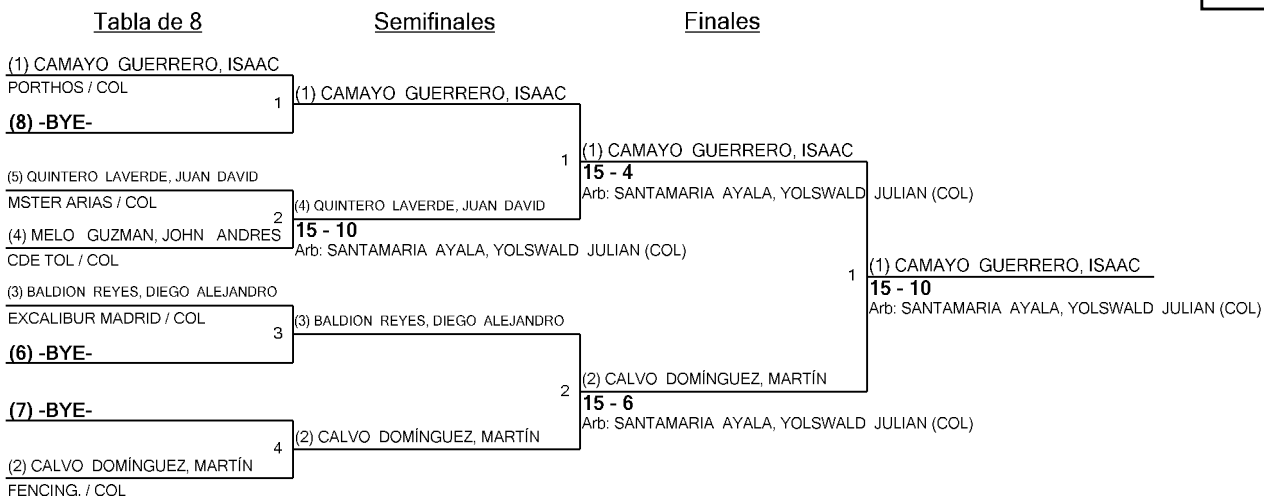 Tabla de 8
Semifinales
Finales
(1) CAMAYO GUERRERO, ISAAC
PORTHOS / COL
1
(8) -BYE-
(5) QUINTERO LAVERDE, JUAN DAVID
MSTER ARIAS / COL
2
(4) MELO GUZMAN, JOHN ANDRES
CDE TOL / COL
(3) BALDION REYES, DIEGO ALEJANDRO
EXCALIBUR MADRID / COL
3
(6) -BYE-
(7) -BYE-
4
(2) CALVO DOMÍNGUEZ, MARTÍN
FENCING. / COL
(1) CAMAYO GUERRERO, ISAAC
1
(4) QUINTERO LAVERDE, JUAN DAVID
15 - 10
Arb: SANTAMARIA AYALA, YOLSWALD JULIAN (COL)
(3) BALDION REYES, DIEGO ALEJANDRO
2
(2) CALVO DOMÍNGUEZ, MARTÍN
(1) CAMAYO GUERRERO, ISAAC
15 - 4
Arb: SANTAMARIA AYALA, YOLSWALD JULIAN (COL)
1
(2) CALVO DOMÍNGUEZ, MARTÍN
15 - 6
Arb: SANTAMARIA AYALA, YOLSWALD JULIAN (COL)
(1) CAMAYO GUERRERO, ISAAC
15 - 10
Arb: SANTAMARIA AYALA, YOLSWALD JULIAN (COL)